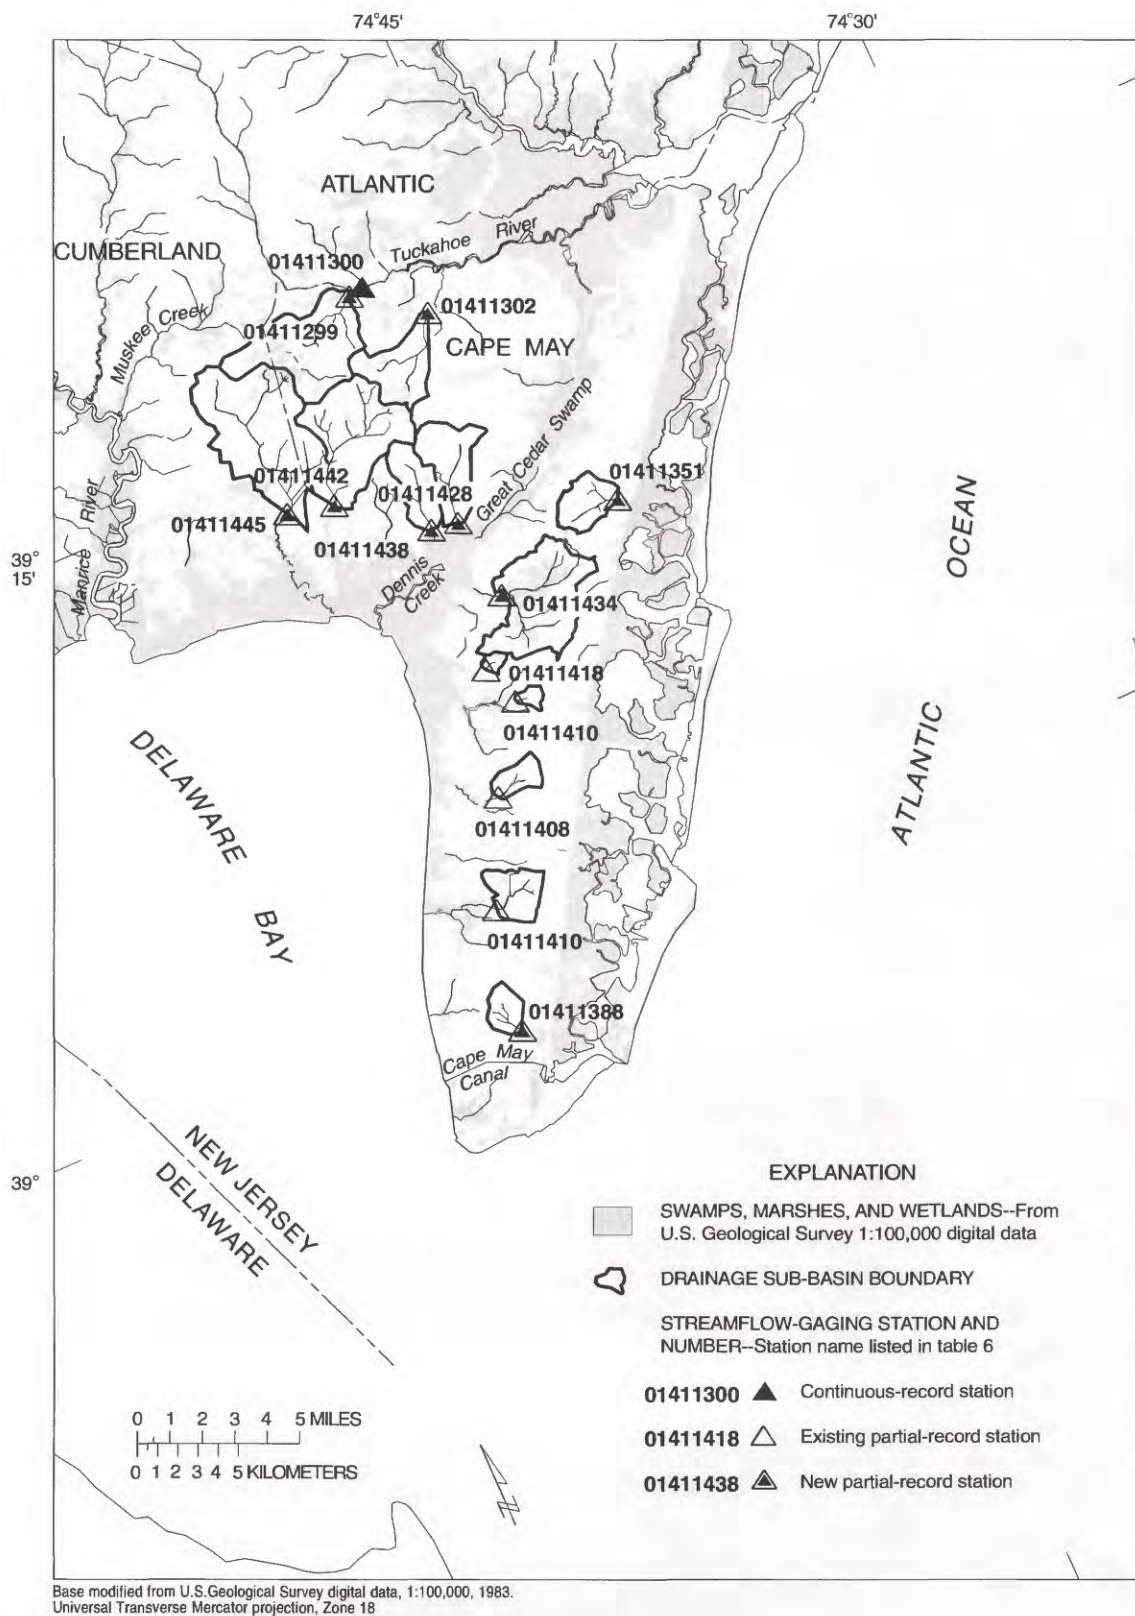 74°45'
74°30'
ATLANTIC
CUMBERLAND
Tuckahoe River
01411300
01411302
01411299
Muskee Creek
CAPE MAY
Great Cedar Swamp
01411442
01411428
01411351
01411445
01411438
Maurice River
39°
15'
Dennis
Creek
01411434
01411418
01411410
01411408
01411410
01411388
Cape May
Canal
DELAWARE BAY
ATLANTIC OCEAN
39°
NEW JERSEY
DELAWARE
EXPLANATION
SWAMPS, MARSHES, AND WETLANDS--From
U.S. Geological Survey 1:100,000 digital data
DRAINAGE SUB-BASIN BOUNDARY
STREAMFLOW-GAGING STATION AND
NUMBER--Station name listed in table 6
01411300 Continuous-record station
01411418 Existing partial-record station
01411438 New partial-record station
0 1 2 3 4 5 MILES
0 1 2 3 4 5 KILOMETERS
N
Base modified from U.S.Geological Survey digital data, 1:100,000, 1983.
Universal Transverse Mercator projection, Zone 18